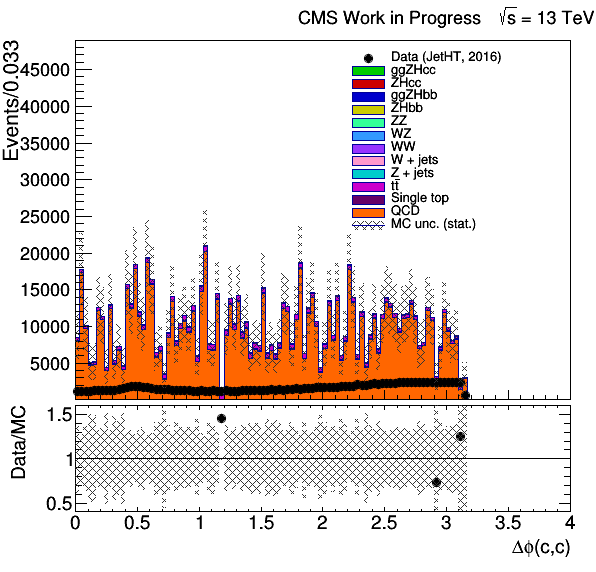 CMS Work in Progress √s = 13 TeV
Events/0.033
45000
40000
35000
30000
25000
20000
15000
10000
5000
Data (JetHT, 2016)
ggZHcc
ZHcc
ggZHbb
ZHbb
ZZ
WZ
WW
W + jets
Z + jets
tt̄
Single top
QCD
MC unc. (stat.)
Data/MC
1.5
1
0.5
0 0.5 1 1.5 2 2.5 3 3.5 4
Δϕ(c,c)